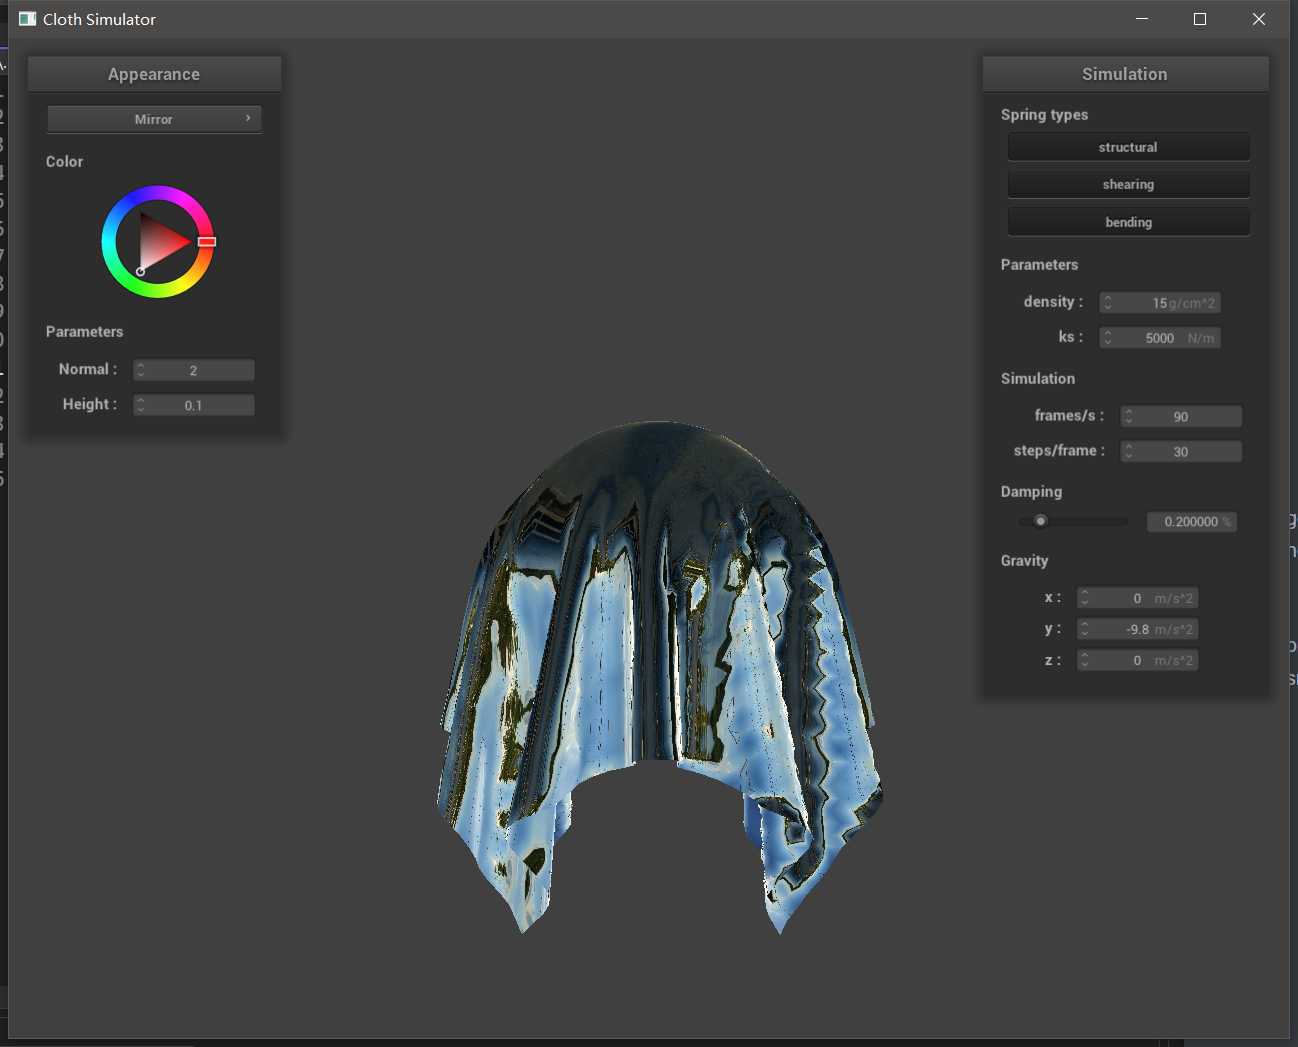 Cloth Simulator
Appearance
Mirror
Color
Parameters
Normal : 2
Height : 0.1
Simulation
Spring types
structural
shearing
bending
Parameters
density : 15 g/cm^2
ks : 5000 N/m
Simulation
frames/s : 90
steps/frame : 30
Damping
0.200000 %
Gravity
x : 0 m/s^2
y : -9.8 m/s^2
z : 0 m/s^2